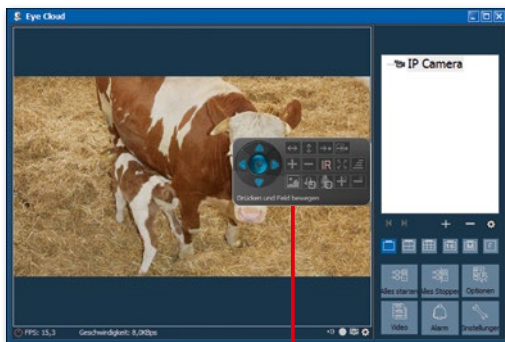 Eye Cloud
IP Camera
IR
Drücken und Feld bewegen
Alles starten
Alles Stoppen
Optionen
Video
Alarm
Einstellungen
FPS: 15,3
Geschwindigkeit: 8,0KBps